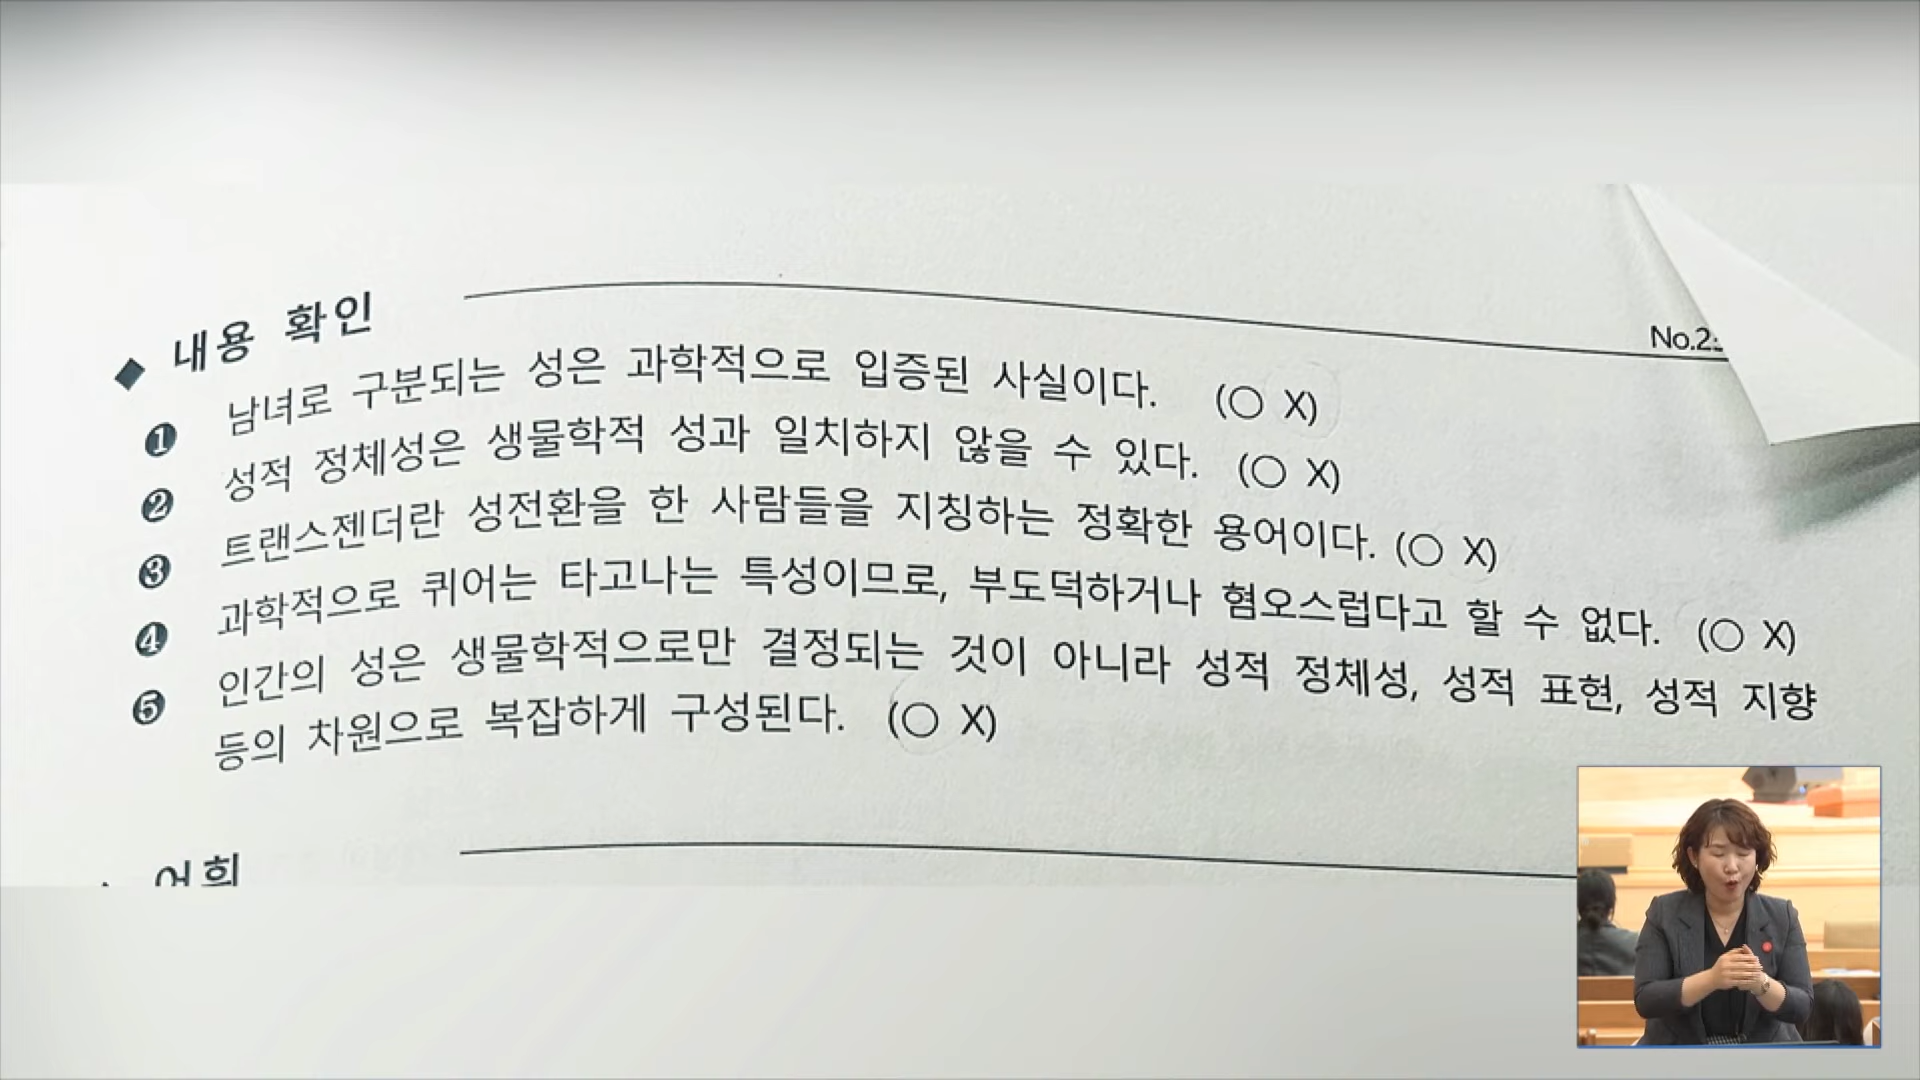 No.2
◆ 내용 확인
❶ 남녀로 구분되는 성은 과학적으로 입증된 사실이다. (○ X)
❷ 성적 정체성은 생물학적 성과 일치하지 않을 수 있다. (○ X)
❸ 트랜스젠더란 성전환을 한 사람들을 지칭하는 정확한 용어이다. (○ X)
❹ 과학적으로 퀴어는 타고나는 특성이므로, 부도덕하거나 혐오스럽다고 할 수 없다. (○ X)
❺ 인간의 성은 생물학적으로만 결정되는 것이 아니라 성적 정체성, 성적 표현, 성적 지향
등의 차원으로 복잡하게 구성된다. (○ X)